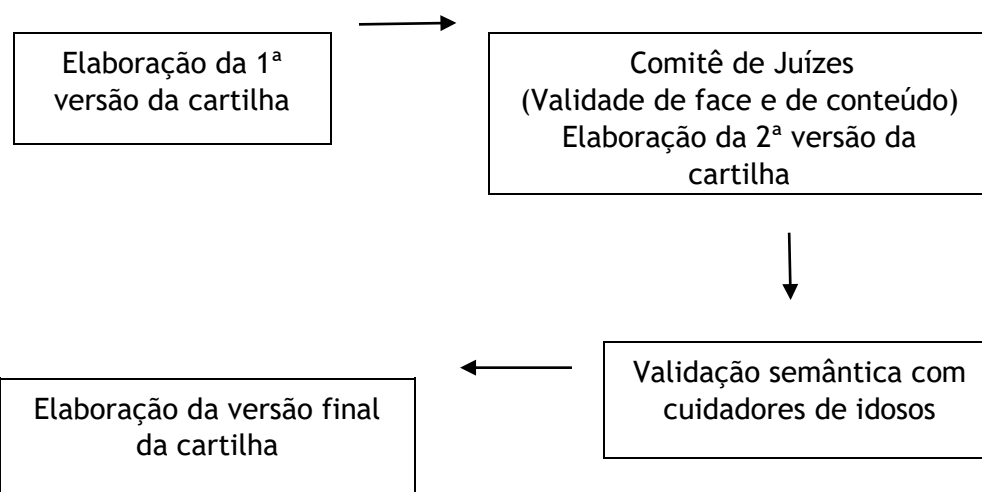 Elaboração da 1ª
versão da cartilha
Comitê de Juízes
(Validade de face e de conteúdo)
Elaboração da 2ª versão da
cartilha
Validação semântica com
cuidadores de idosos
Elaboração da versão final
da cartilha